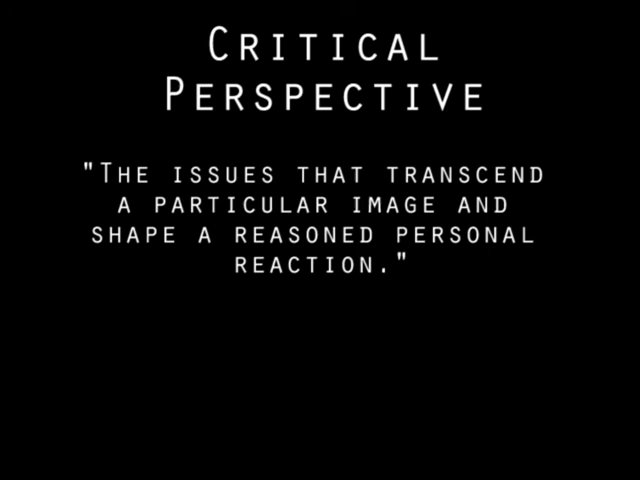 Critical
Perspective
"The issues that transcend
a particular image and
shape a reasoned personal
reaction."